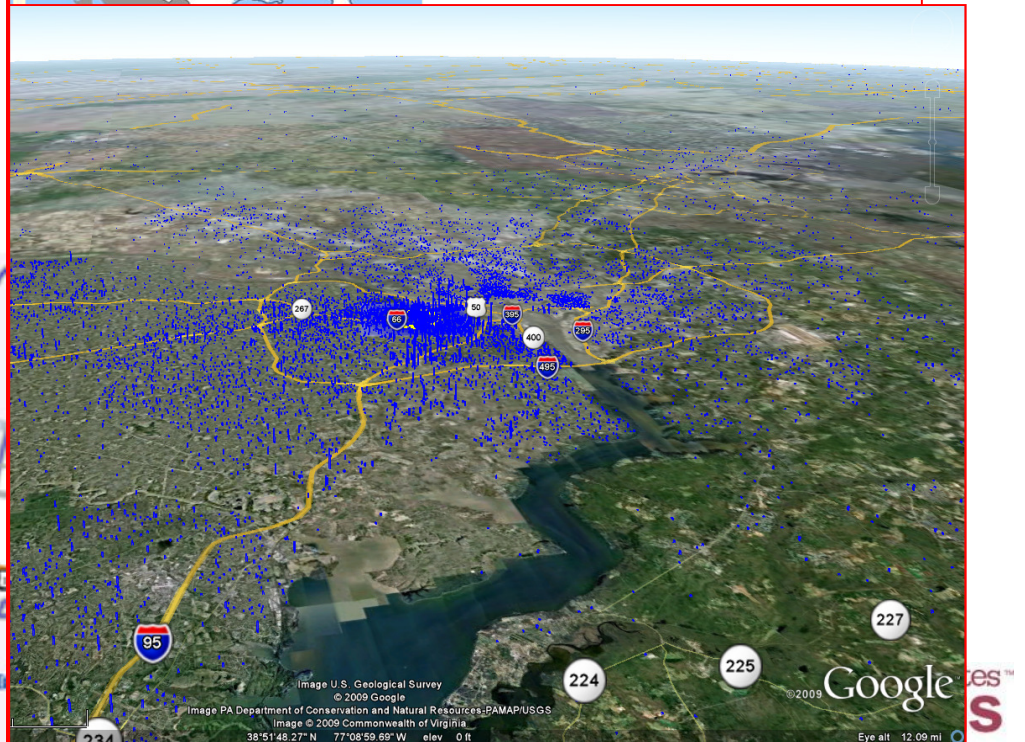 267
66
50
395
295
400
495
95
227
225
224
234
Image U.S. Geological Survey
© 2009 Google
Image PA Department of Conservation and Natural Resources-PAMAP/USGS
Image © 2009 Commonwealth of Virginia
©2009 Google
38°51'48.27" N 77°08'59.69" W elev 0 ft
Eye alt 12.09 mi